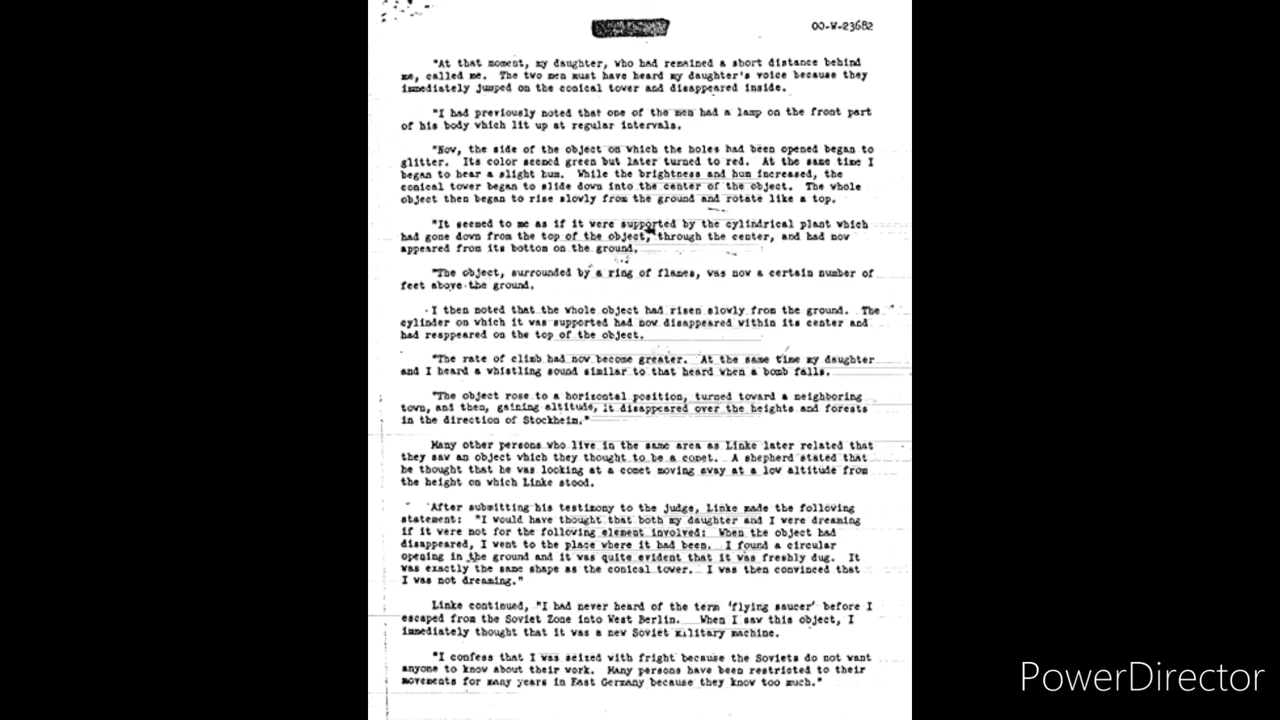 00-W-23682
"At that moment, my daughter, who had remained a short distance behind
me, called me. The two men must have heard my daughter's voice because they
immediately jumped on the conical tower and disappeared inside.
"I had previously noted that one of the men had a lamp on the front part
of his body which lit up at regular intervals.
"Now, the side of the object on which the holes had been opened began to
glitter. Its color seemed green but later turned to red. At the same time I
began to hear a slight hum. While the brightness and hum increased, the
conical tower began to slide down into the center of the object. The whole
object then began to rise slowly from the ground and rotate like a top.
"It seemed to me as if it were supported by the cylindrical plant which
had gone down from the top of the object, through the center, and had now
appeared from its bottom on the ground.
"The object, surrounded by a ring of flames, was now a certain number of
feet above the ground.
I then noted that the whole object had risen slowly from the ground. The
cylinder on which it was supported had now disappeared within its center and
had reappeared on the top of the object.
"The rate of climb had now become greater. At the same time my daughter
and I heard a whistling sound similar to that heard when a bomb falls.
"The object rose to a horizontal position, turned toward a neighboring
town, and then, gaining altitude, it disappeared over the heights and forests
in the direction of Stockheim."
Many other persons who live in the same area as Linke later related that
they saw an object which they thought to be a comet. A shepherd stated that
he thought that he was looking at a comet moving away at a low altitude from
the height on which Linke stood.
After submitting his testimony to the judge, Linke made the following
statement: "I would have thought that both my daughter and I were dreaming
if it were not for the following element involved: When the object had
disappeared, I went to the place where it had been. I found a circular
opening in the ground and it was quite evident that it was freshly dug. It
was exactly the same shape as the conical tower. I was then convinced that
I was not dreaming."
Linke continued, "I had never heard of the term 'flying saucer' before I
escaped from the Soviet Zone into West Berlin. When I saw this object, I
immediately thought that it was a new Soviet military machine.
"I confess that I was seized with fright because the Soviets do not want
anyone to know about their work. Many persons have been restricted to their
movements for many years in East Germany because they know too much."
PowerDirector